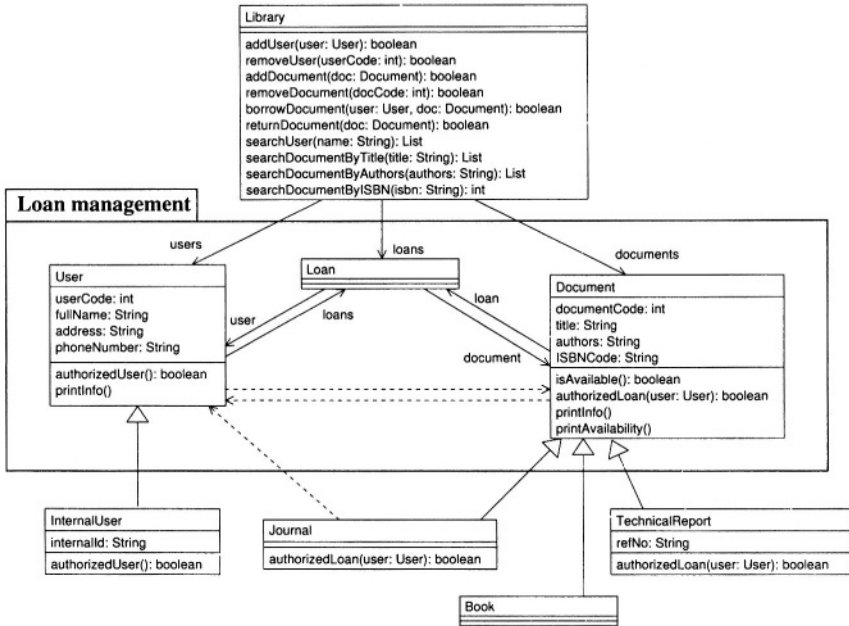 Library
addUser(user: User): boolean
removeUser(userCode: int): boolean
addDocument(doc: Document): boolean
removeDocument(docCode: int): boolean
borrowDocument(user: User, doc: Document): boolean
returnDocument(doc: Document): boolean
searchUser(name: String): List
searchDocumentByTitle(title: String): List
searchDocumentByAuthors(authors: String): List
searchDocumentByISBN(isbn: String): int
Loan management
users
loans
documents
User
userCode: int
fullName: String
address: String
phoneNumber: String
authorizedUser(): boolean
printInfo()
Loan
user
loans
loan
document
Document
documentCode: int
title: String
authors: String
ISBNCode: String
isAvailable(): boolean
authorizedLoan(user: User): boolean
printInfo()
printAvailability()
InternalUser
internalId: String
authorizedUser(): boolean
Journal
authorizedLoan(user: User): boolean
TechnicalReport
refNo: String
authorizedLoan(user: User): boolean
Book